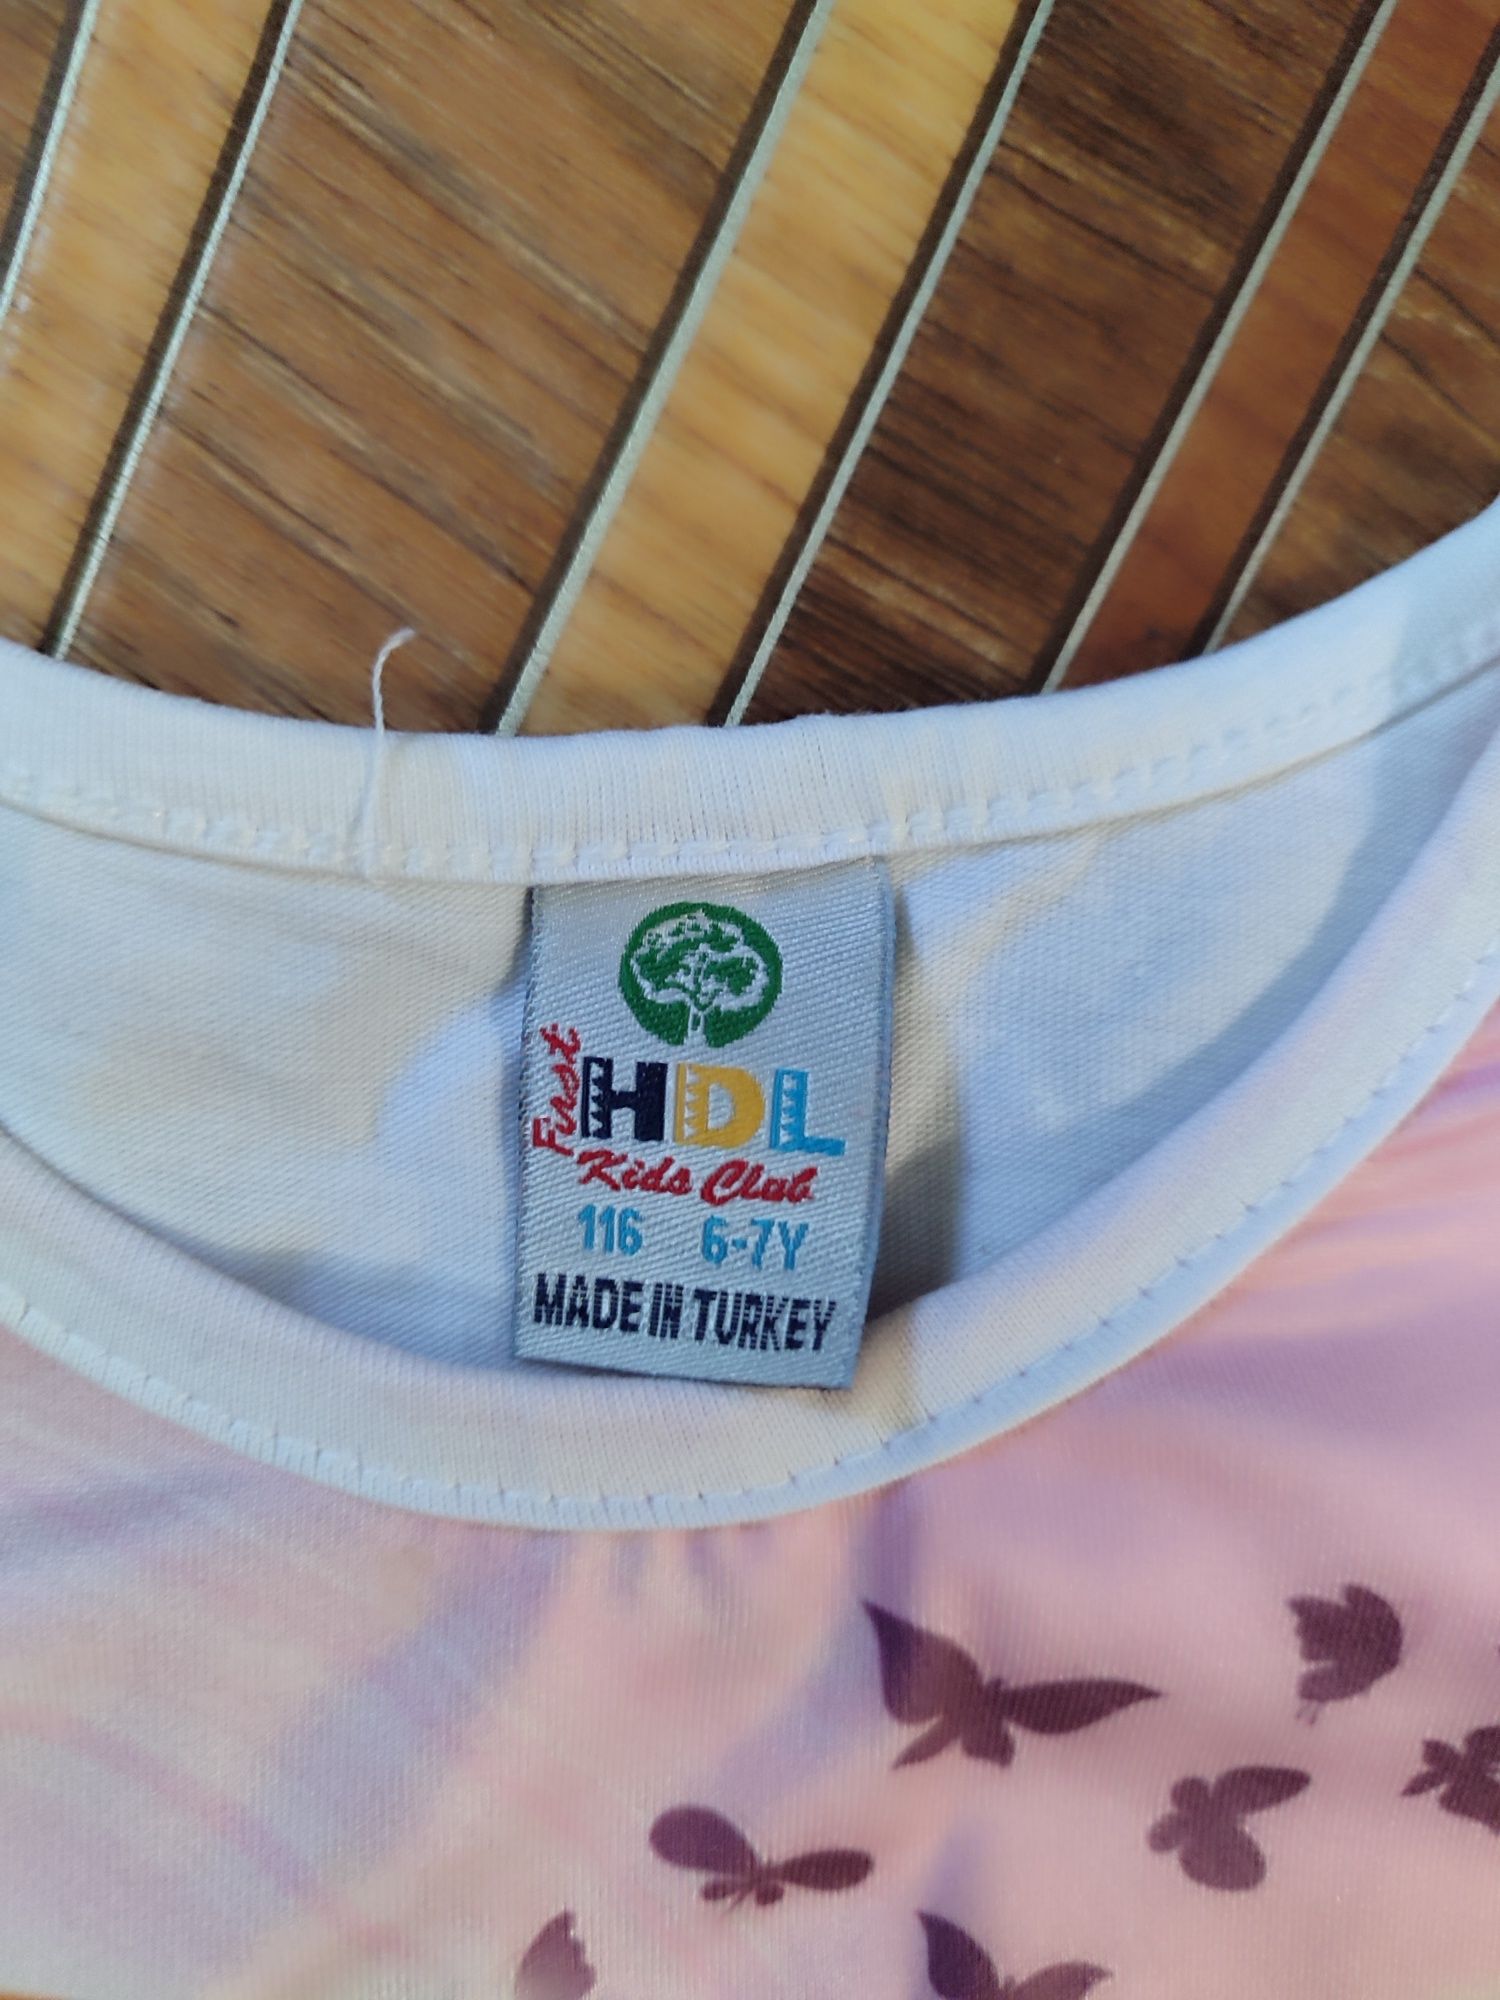 First HDL
Kids Club
116 6-7Y
MADE IN TURKEY